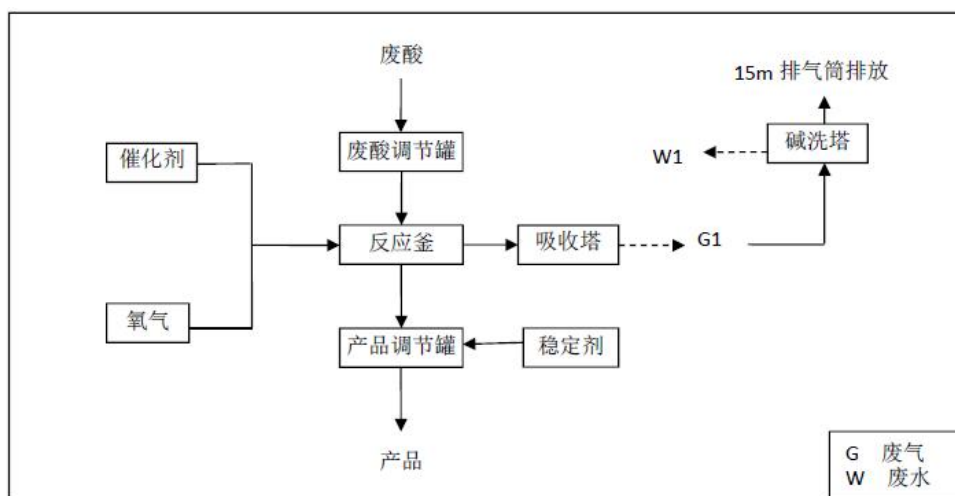 废酸
15m 排气筒排放
催化剂
废酸调节罐
W1
碱洗塔
反应釜
吸收塔
G1
氧气
产品调节罐
稳定剂
产品
G 废气
W 废水